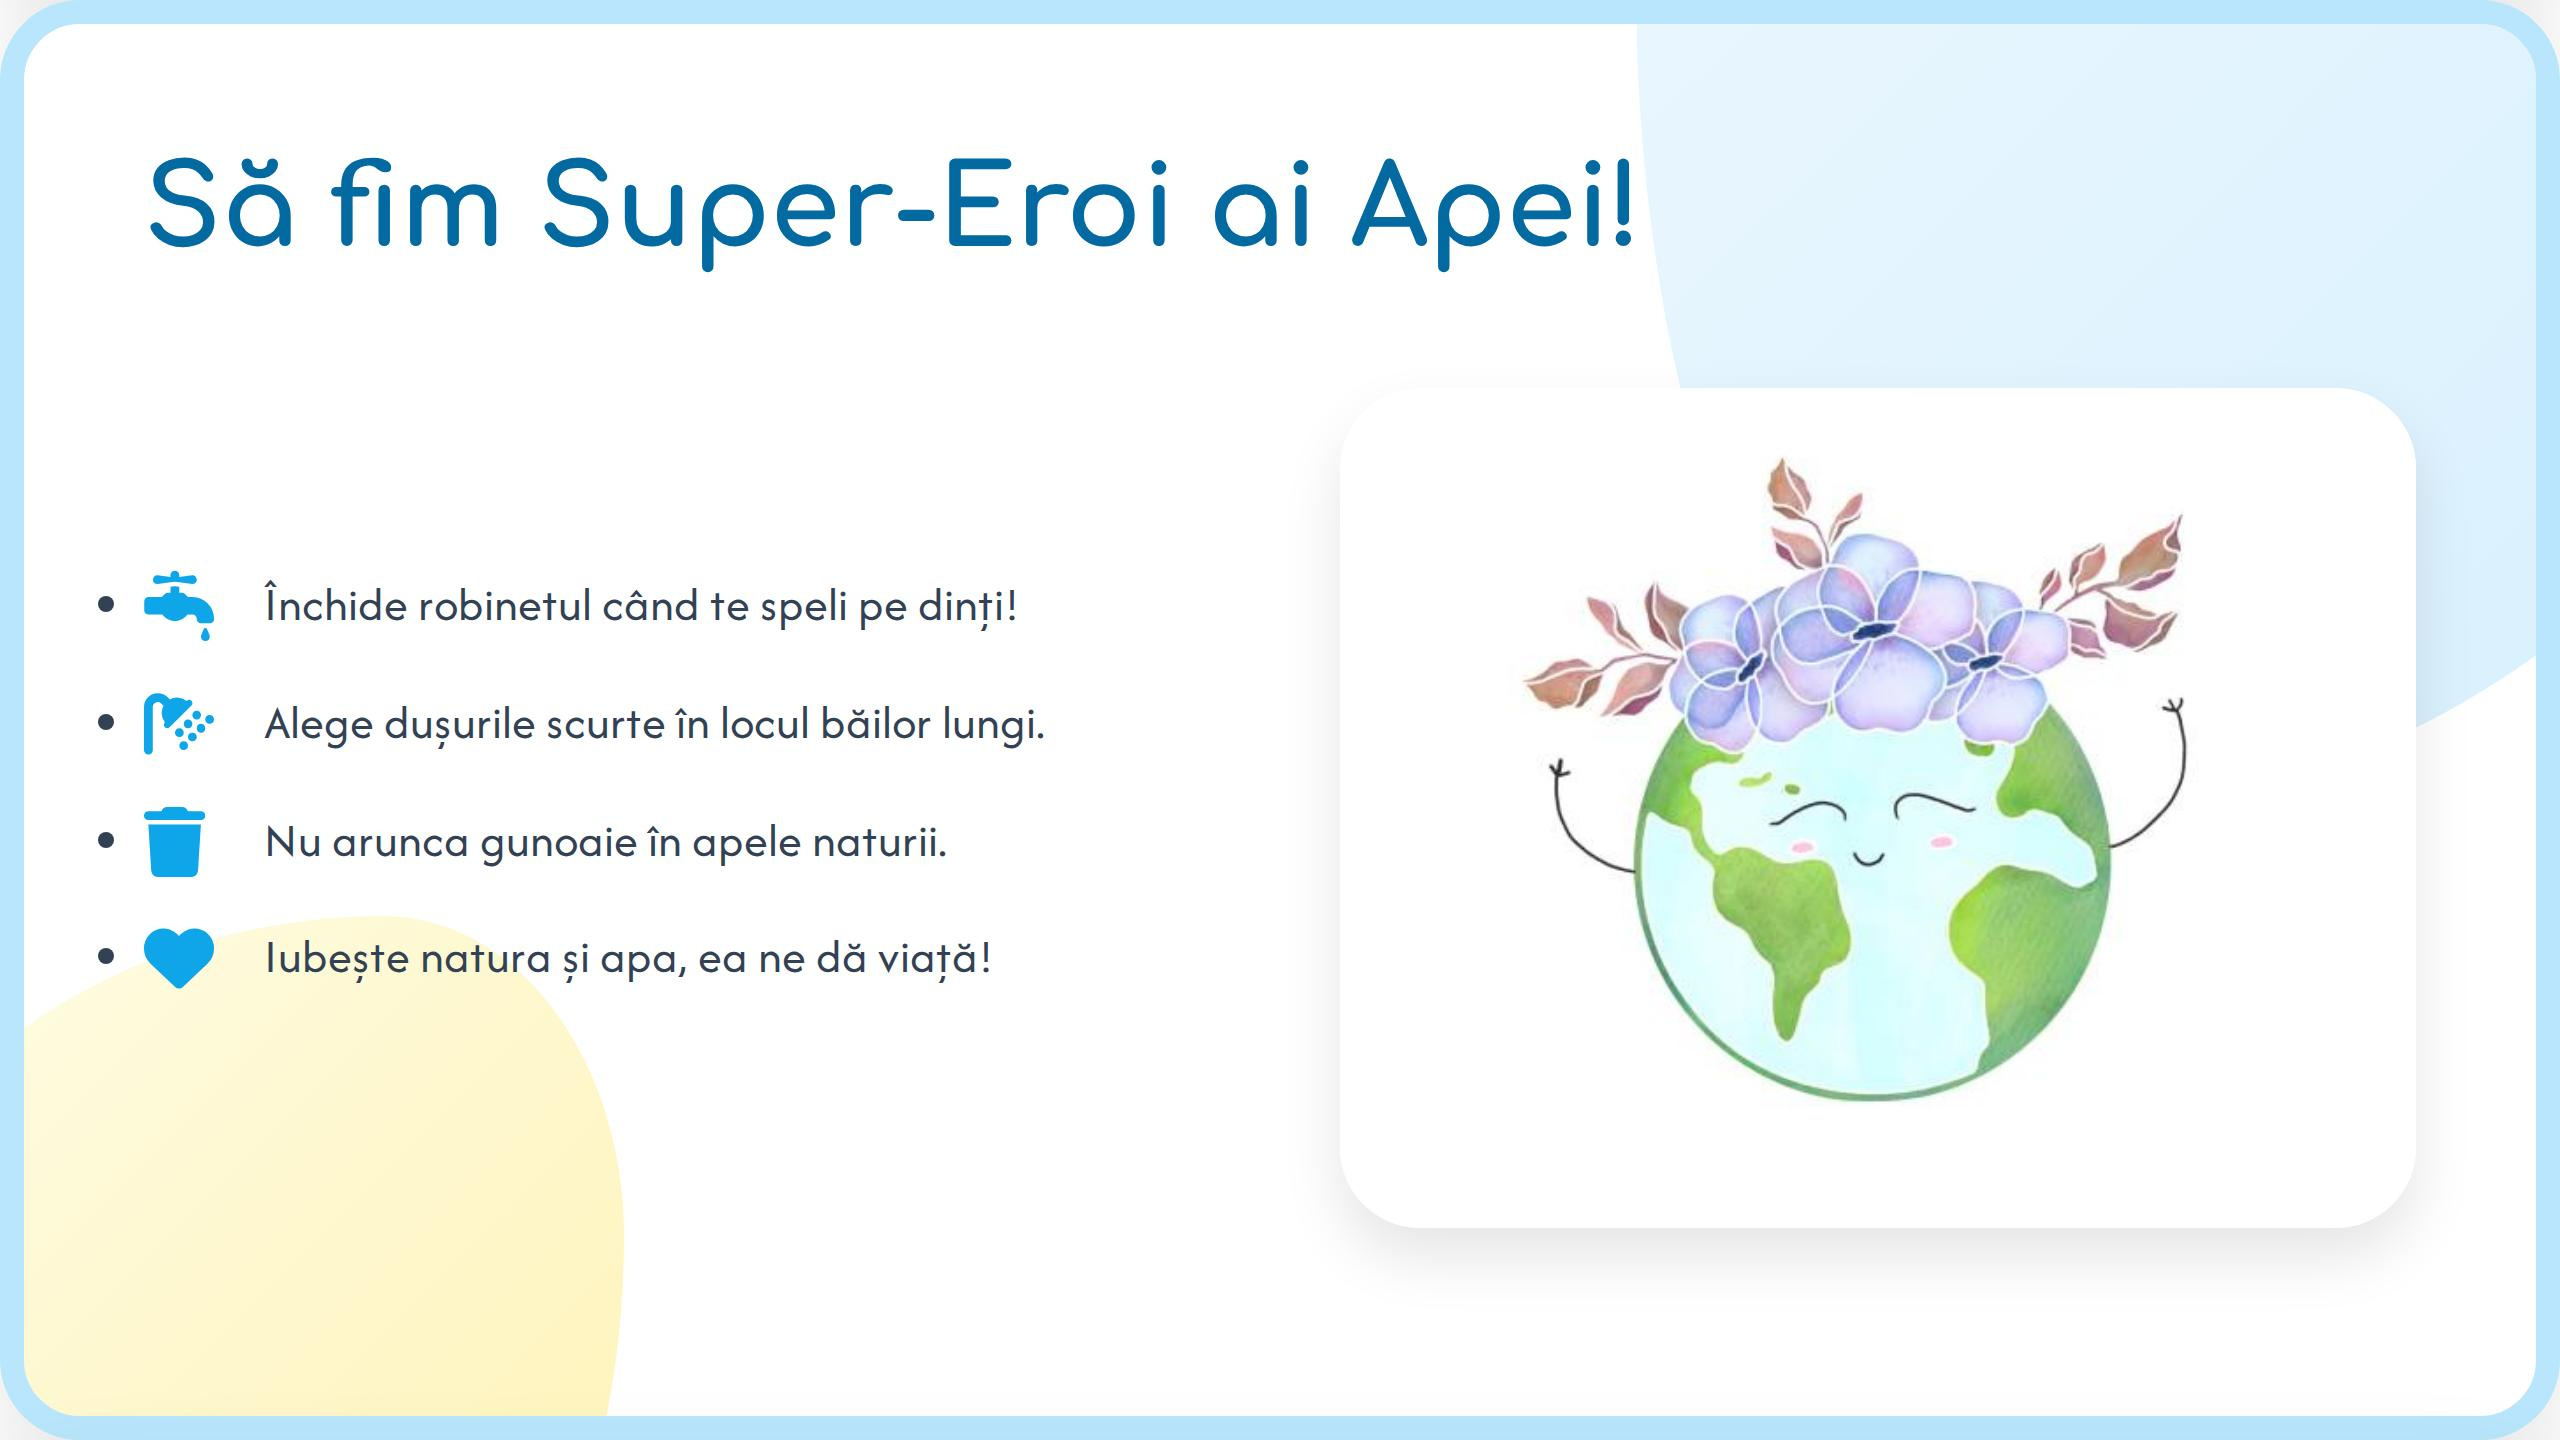 Să fim Super-Eroi ai Apei!
Închide robinetul când te speli pe dinți!
Alege dușurile scurte în locul băilor lungi.
Nu arunca gunoaie în apele naturii.
Iubește natura și apa, ea ne dă viață!